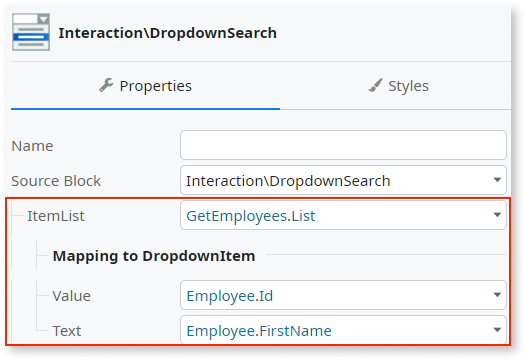 Interaction\DropdownSearch
Properties
Styles
Name
Source Block Interaction\DropdownSearch
ItemList GetEmployees.List
Mapping to DropdownItem
Value Employee.Id
Text Employee.FirstName